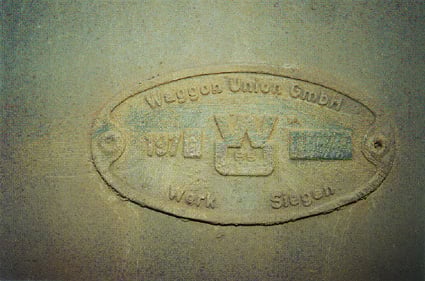 Waggon Union GmbH
197
W
Werk Siegen